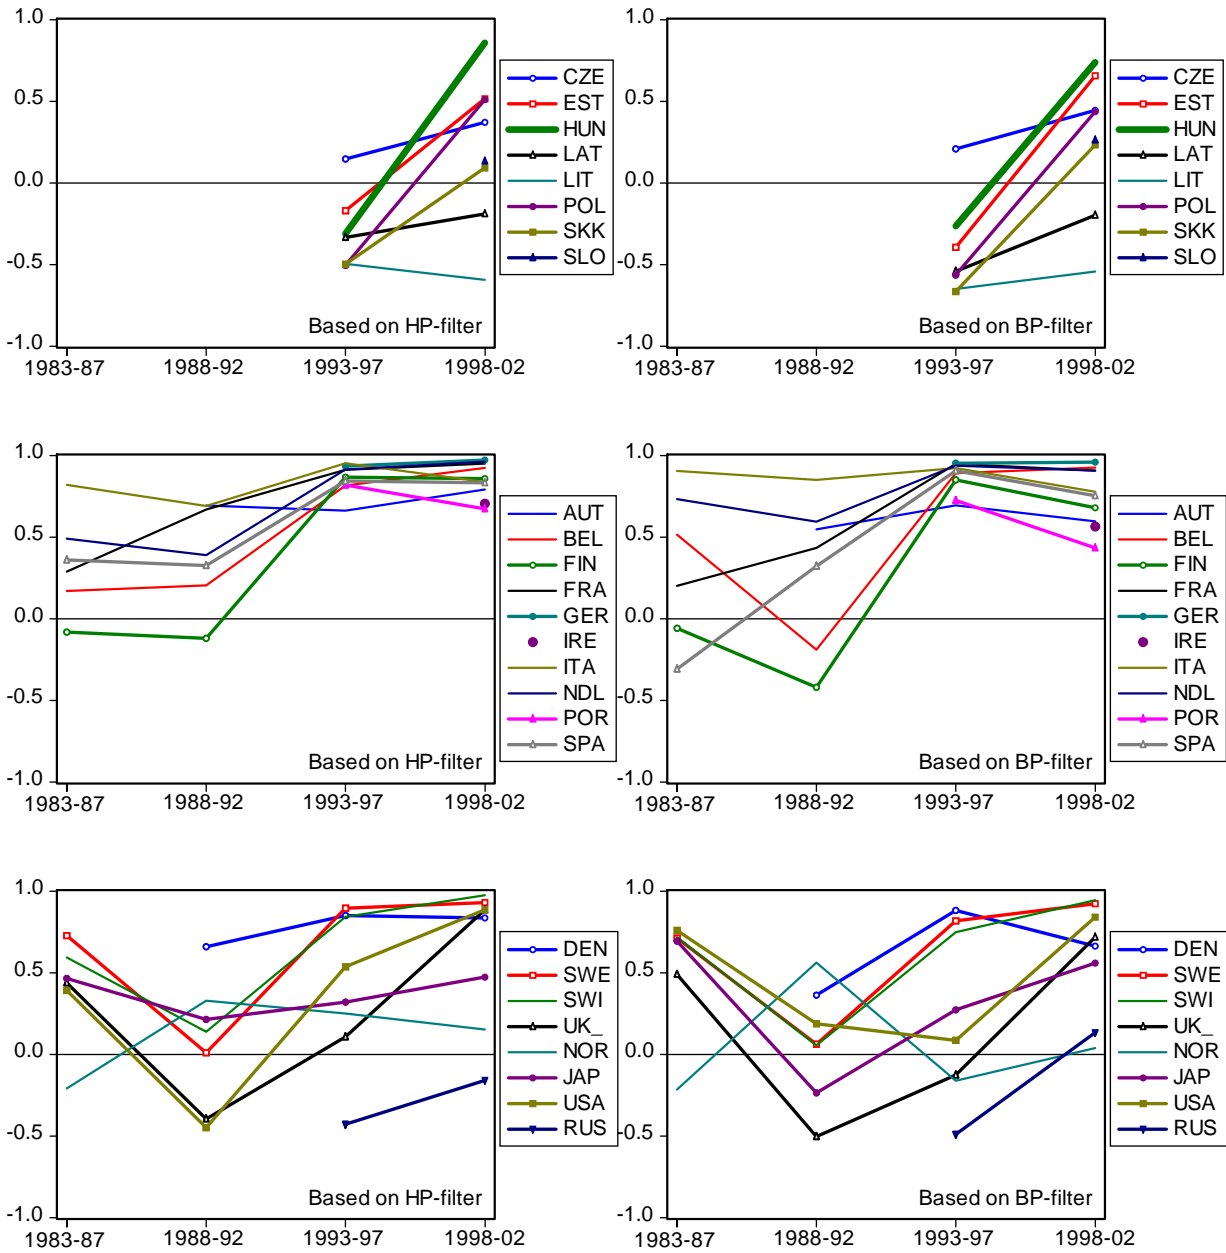 1.0
0.5
0.0
-0.5
-1.0
1983-87 1988-92 1993-97 1998-02
Based on HP-filter
CZE
EST
HUN
LAT
LIT
POL
SKK
SLO
1.0
0.5
0.0
-0.5
-1.0
1983-87 1988-92 1993-97 1998-02
Based on BP-filter
CZE
EST
HUN
LAT
LIT
POL
SKK
SLO
1.0
0.5
0.0
-0.5
-1.0
1983-87 1988-92 1993-97 1998-02
Based on HP-filter
AUT
BEL
FIN
FRA
GER
IRE
ITA
NDL
POR
SPA
1.0
0.5
0.0
-0.5
-1.0
1983-87 1988-92 1993-97 1998-02
Based on BP-filter
AUT
BEL
FIN
FRA
GER
IRE
ITA
NDL
POR
SPA
1.0
0.5
0.0
-0.5
-1.0
1983-87 1988-92 1993-97 1998-02
Based on HP-filter
DEN
SWE
SWI
UK_
NOR
JAP
USA
RUS
1.0
0.5
0.0
-0.5
-1.0
1983-87 1988-92 1993-97 1998-02
Based on BP-filter
DEN
SWE
SWI
UK_
NOR
JAP
USA
RUS